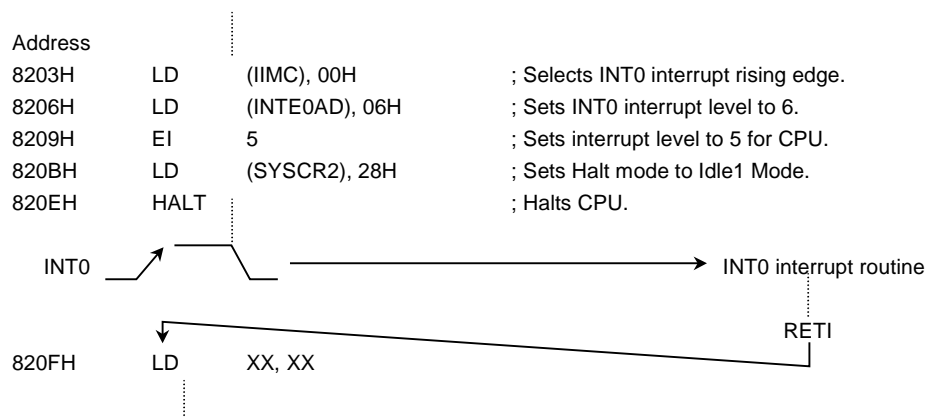 Address
8203H LD (IIMC), 00H ; Selects INT0 interrupt rising edge.
8206H LD (INTE0AD), 06H ; Sets INT0 interrupt level to 6.
8209H EI 5 ; Sets interrupt level to 5 for CPU.
820BH LD (SYSCR2), 28H ; Sets Halt mode to Idle1 Mode.
820EH HALT ; Halts CPU.
INT0 INT0 interrupt routine
RETI
820FH LD XX, XX